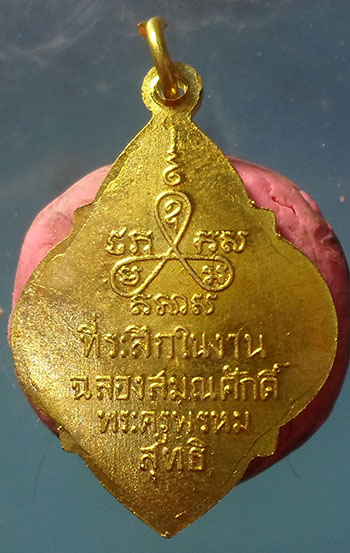 ที่ระลึกในงาน
ฉลองสมณศักดิ์
พระครูพรหม
สุทธิ